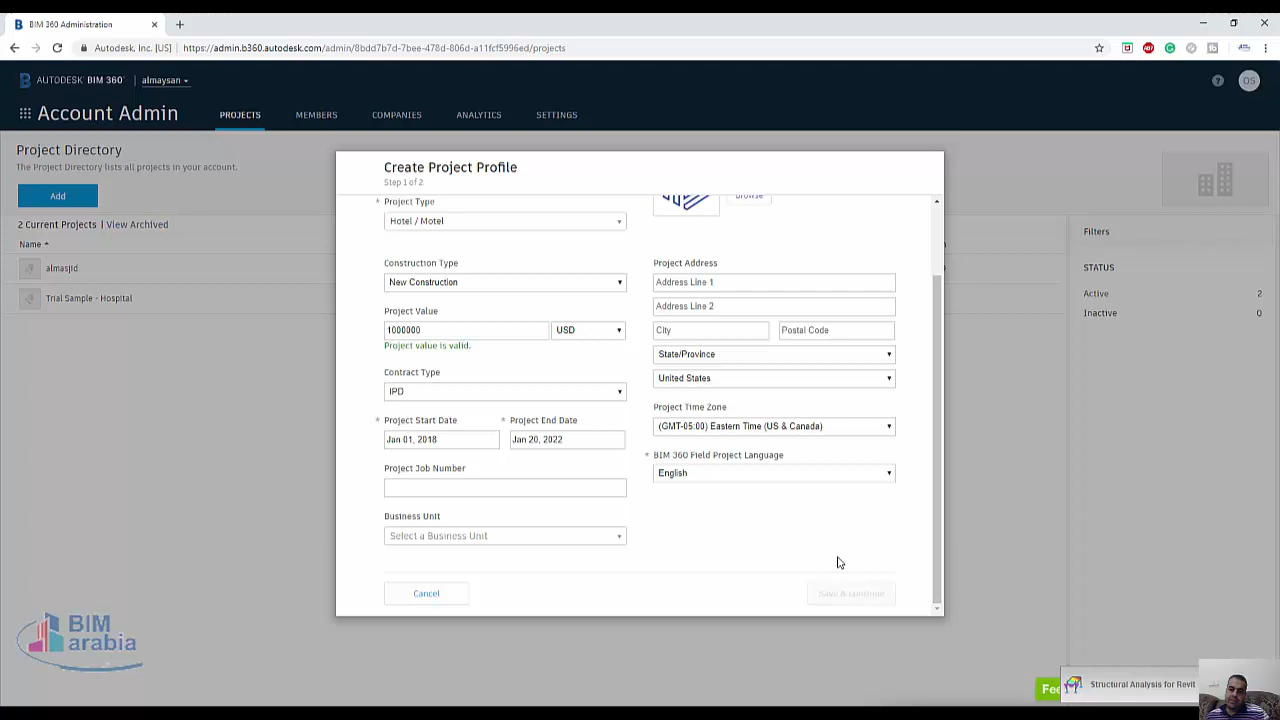 BIM 360 Administration
Autodesk, Inc. [US]
https://admin.b360.autodesk.com/admin/8bdd7b7d-7bee-478d-806d-a11fcf5996ed/projects
AUTODESK BIM 360
almaysan
OS
Account Admin
PROJECTS
MEMBERS
COMPANIES
ANALYTICS
SETTINGS
Project Directory
The Project Directory lists all projects in your account.
Add
2 Current Projects | View Archived
Name
almasjid
Trial Sample - Hospital
Filters
STATUS
Active 2
Inactive 0
Create Project Profile
Step 1 of 2
* Project Type
Browse
Hotel / Motel
Construction Type
New Construction
Project Value
1000000
USD
Project value is valid.
Contract Type
IPD
* Project Start Date
* Project End Date
Jan 01, 2018
Jan 20, 2022
Project Job Number
Business Unit
Select a Business Unit
Project Address
Address Line 1
Address Line 2
City
Postal Code
State/Province
United States
Project Time Zone
(GMT-05:00) Eastern Time (US & Canada)
* BIM 360 Field Project Language
English
Cancel
Save & continue
BIM
arabia
Fee
Structural Analysis for Revit